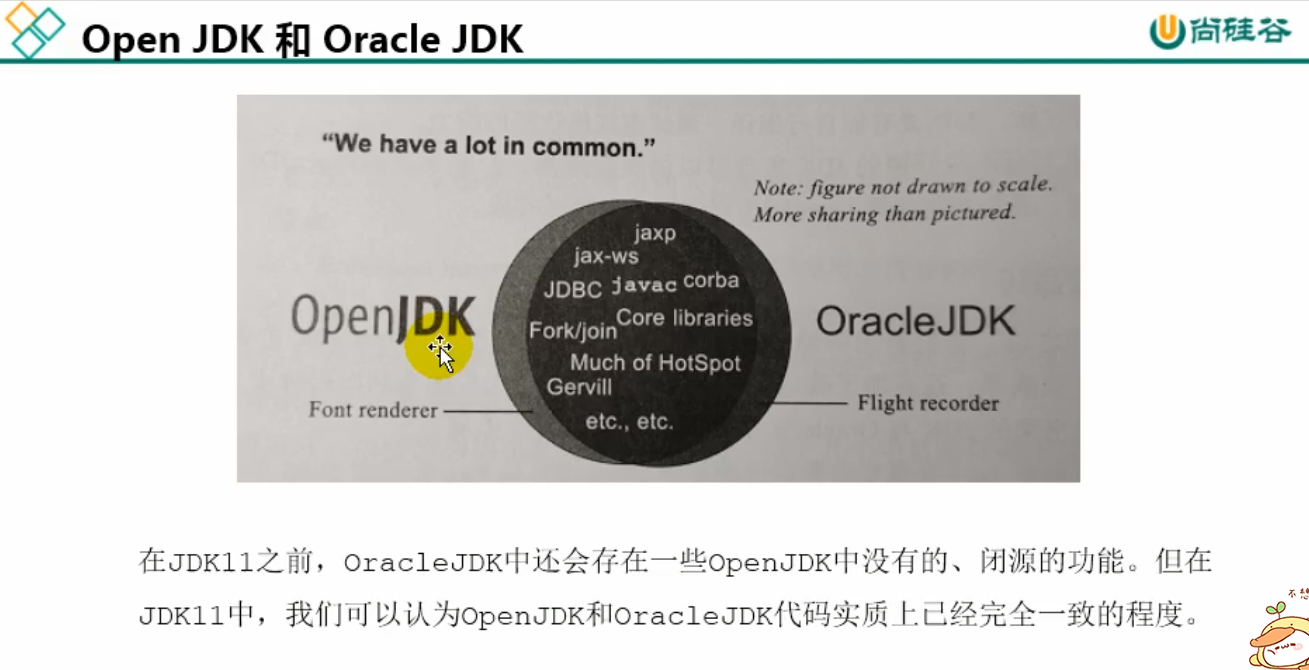 Open JDK 和 Oracle JDK
尚硅谷
“We have a lot in common.”
Note: figure not drawn to scale.
More sharing than pictured.
jaxp
jax-ws
JDBC javac corba
Fork/join Core libraries
Much of HotSpot
Gervill
etc., etc.
OpenJDK
OracleJDK
Font renderer
Flight recorder
在JDK11之前，OracleJDK中还会存在一些OpenJDK中没有的、闭源的功能。但在
JDK11中，我们可以认为OpenJDK和OracleJDK代码实质上已经完全一致的程度。
不想